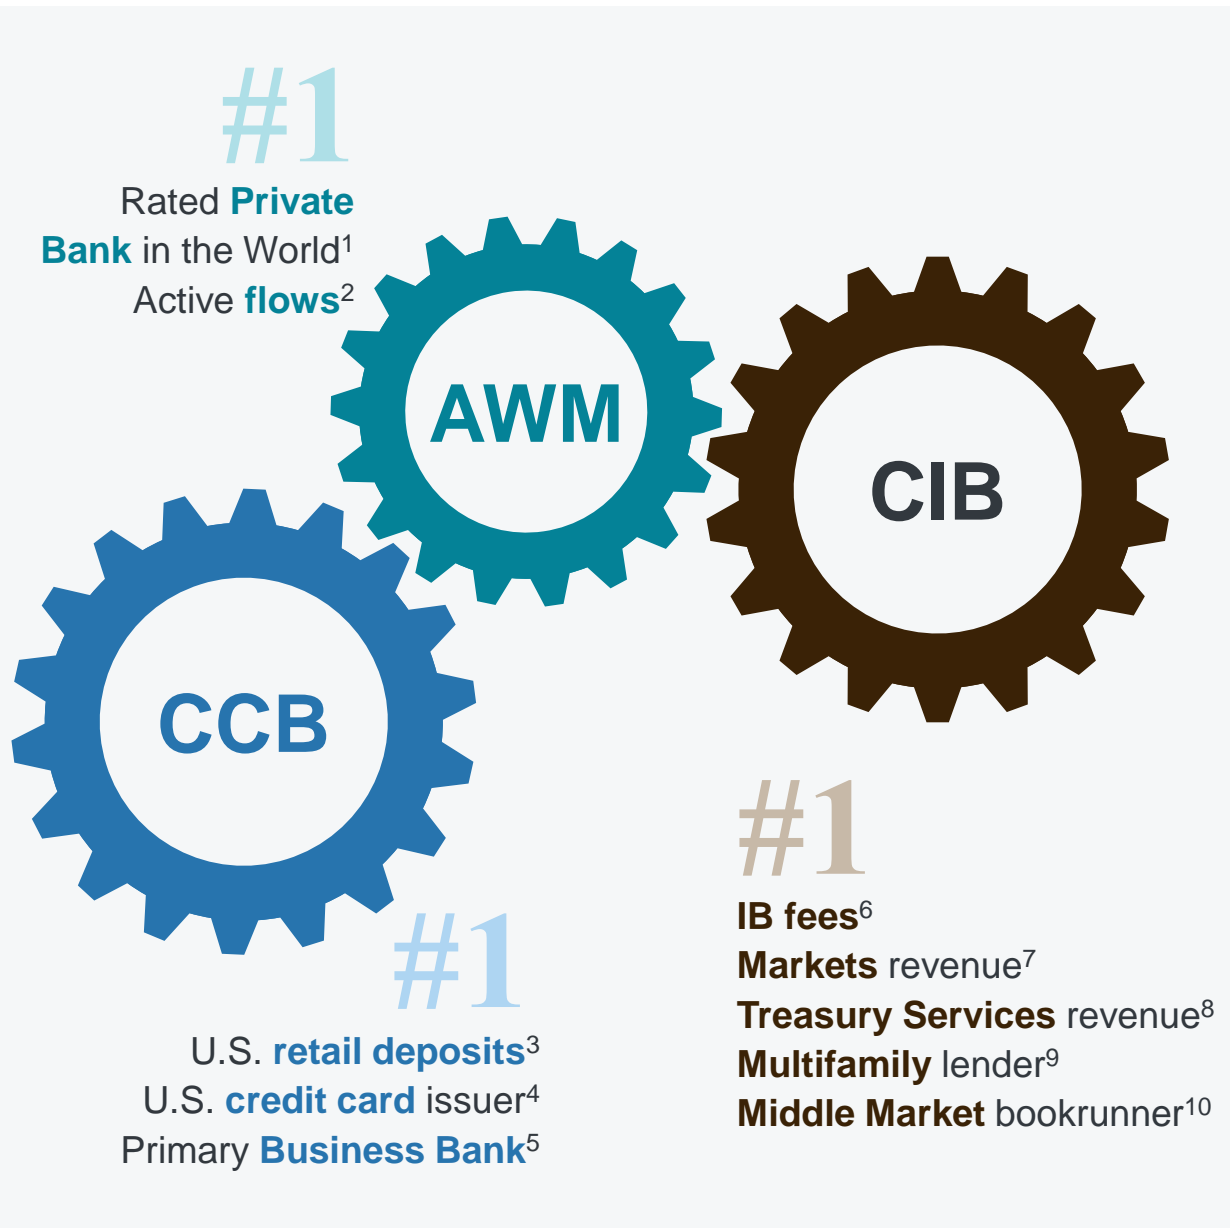 #1
Rated Private
Bank in the World¹
Active flows²
AWM
CIB
CCB
#1
U.S. retail deposits³
U.S. credit card issuer⁴
Primary Business Bank⁵
#1
IB fees⁶
Markets revenue⁷
Treasury Services revenue⁸
Multifamily lender⁹
Middle Market bookrunner¹⁰